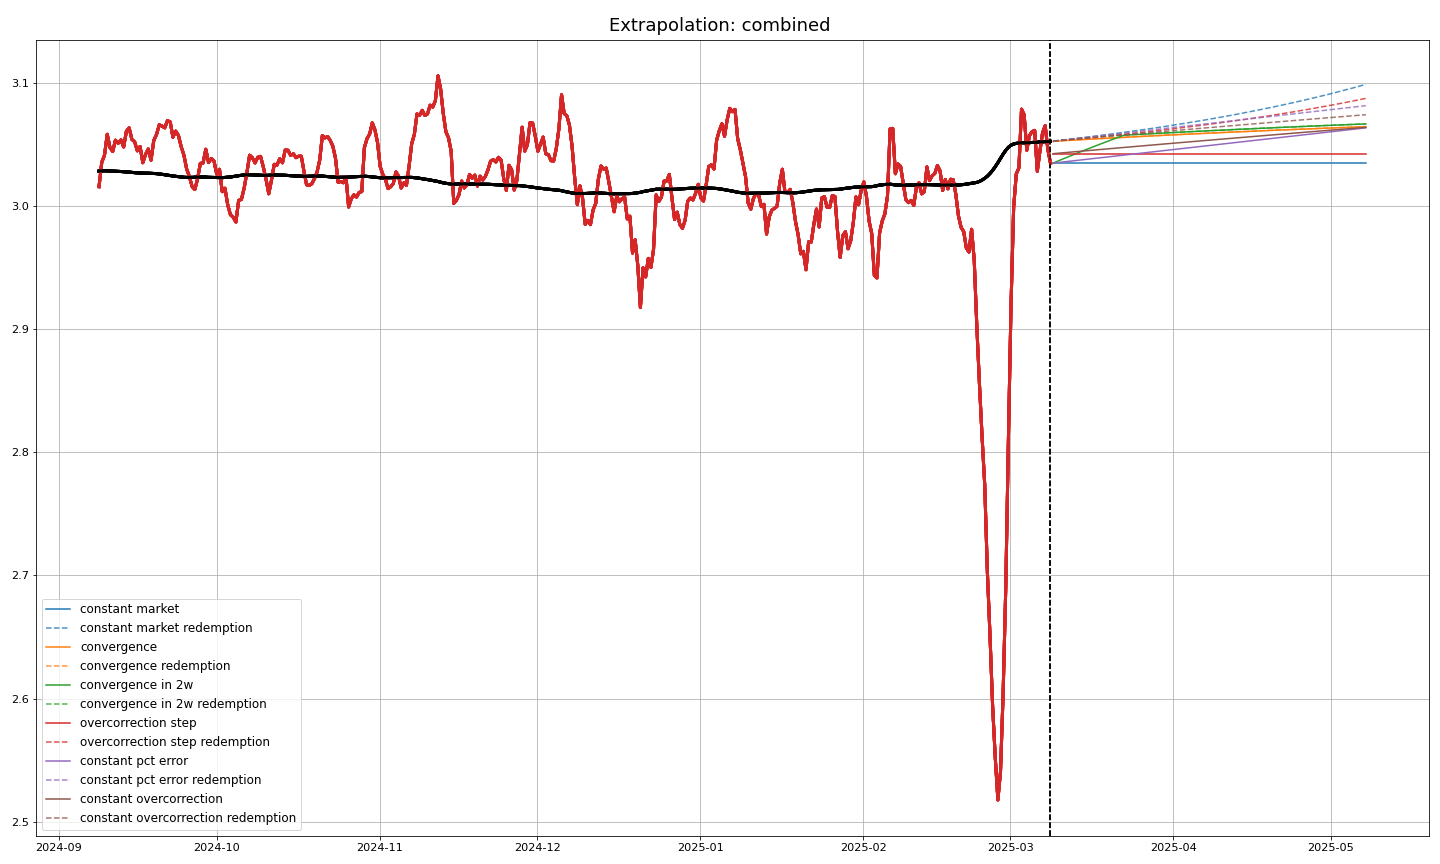 Extrapolation: combined
3.1
3.0
2.9
2.8
2.7
2.6
2.5
constant market
constant market redemption
convergence
convergence redemption
convergence in 2w
convergence in 2w redemption
overcorrection step
overcorrection step redemption
constant pct error
constant pct error redemption
constant overcorrection
constant overcorrection redemption
2024-09 2024-10 2024-11 2024-12 2025-01 2025-02 2025-03 2025-04 2025-05